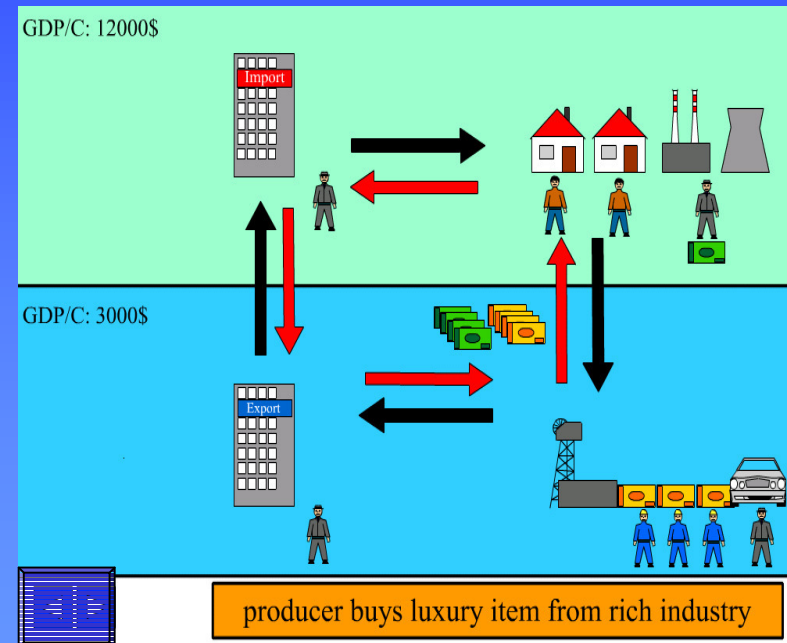 GDP/C: 12000$
Import
GDP/C: 3000$
Export
producer buys luxury item from rich industry